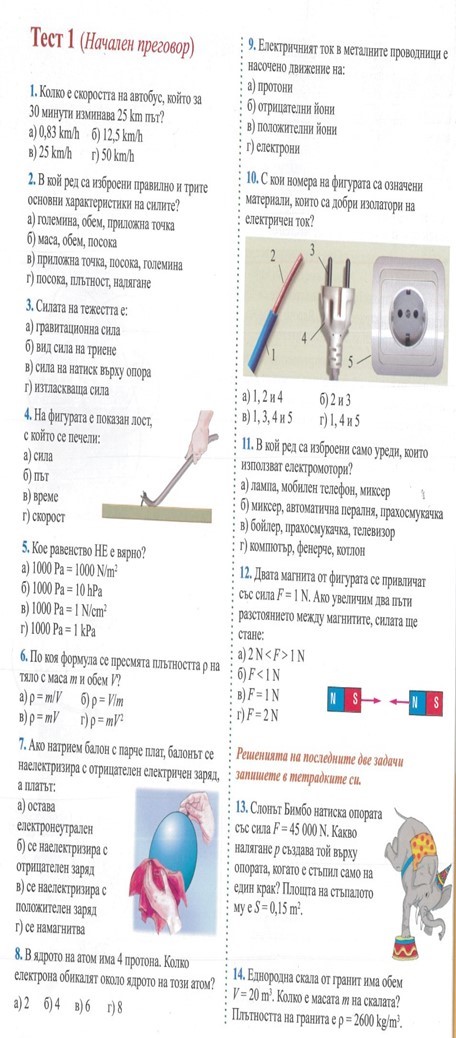 Тест 1 (Начален преговор)
1. Колко е скоростта на автобус, който за
30 минути изминава 25 km път?
а) 0,83 km/h б) 12,5 km/h
в) 25 km/h г) 50 km/h
2. В кой ред са изброени правилно и трите
основни характеристики на силите?
а) големина, обем, приложна точка
б) маса, обем, посока
в) приложна точка, посока, големина
г) посока, плътност, налягане
3. Силата на тежестта е:
а) гравитационна сила
б) вид сила на триене
в) сила на натиск върху опора
г) изтласкваща сила
4. На фигурата е показан лост,
с който се печели:
а) сила
б) път
в) време
г) скорост
5. Кое равенство НЕ е вярно?
а) 1000 Pa = 1000 N/m²
б) 1000 Pa = 10 hPa
в) 1000 Pa = 1 N/cm²
г) 1000 Pa = 1 kPa
6. По коя формула се пресмята плътността ρ на
тяло с маса m и обем V?
а) ρ = m/V б) ρ = V/m
в) ρ = mV г) ρ = mV²
7. Ако натрием балон с парче плат, балонът се
наелектризира с отрицателен електричен заряд,
а платът:
а) остава
електронеутрален
б) се наелектризира с
отрицателен заряд
в) се наелектризира с
положителен заряд
г) се намагнитва
8. В ядрото на атом има 4 протона. Колко
електрона обикалят около ядрото на този атом?
а) 2 б) 4 в) 6 г) 8
9. Електричният ток в металните проводници е
насочено движение на:
а) протони
б) отрицателни йони
в) положителни йони
г) електрони
10. С кои номера на фигурата са означени
материали, които са добри изолатори на
електричен ток?
2
3
1
4
5
а) 1, 2 и 4 б) 2 и 3
в) 1, 3, 4 и 5 г) 1, 4 и 5
11. В кой ред са изброени само уреди, които
използват електромотори?
а) лампа, мобилен телефон, миксер
б) миксер, автоматична пералня, прахосмукачка
в) бойлер, прахосмукачка, телевизор
г) компютър, фенерче, котлон
12. Двата магнита от фигурата се привличат
със сила F = 1 N. Ако увеличим два пъти
разстоянието между магнитите, силата ще
стане:
а) 2 N < F > 1 N
б) F < 1 N
в) F = 1 N
г) F = 2 N
N S N S
Решенията на последните две задачи
запишете в тетрадките си.
13. Слонът Бимбо натиска опората
със сила F = 45 000 N. Какво
налягане p създава той върху
опората, когато е стъпил само на
един крак? Площта на стъпалото
му е S = 0,15 m².
14. Еднородна скала от гранит има обем
V = 20 m³. Колко е масата m на скалата?
Плътността на гранита е ρ = 2600 kg/m³.